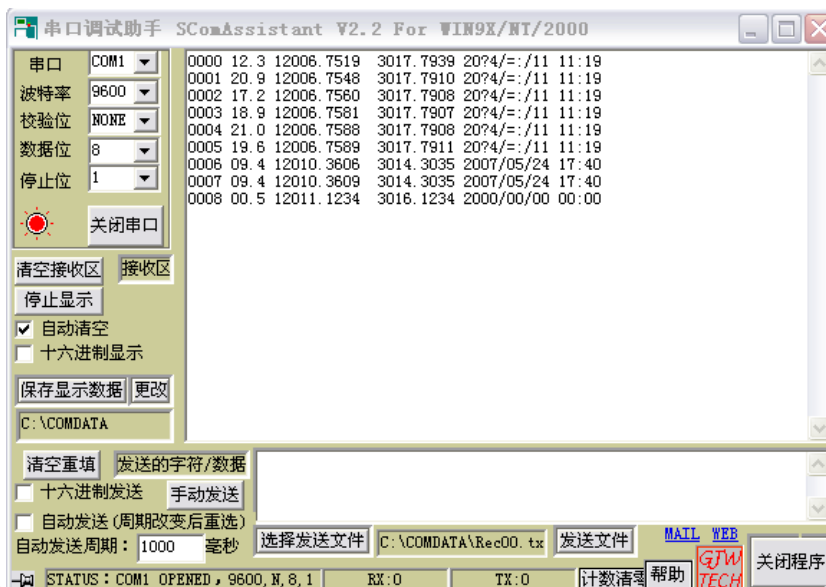 串口调试助手 SComAssistant V2.2 For WIN9X/NT/2000
串口 COM1
波特率 9600
校验位 NONE
数据位 8
停止位 1
关闭串口
清空接收区 接收区
停止显示
自动清空
十六进制显示
保存显示数据 更改
C:\COMDATA
0000 12.3 12006.7519 3017.7939 20?4/=:/11 11:19
0001 20.9 12006.7548 3017.7910 20?4/=:/11 11:19
0002 17.2 12006.7560 3017.7908 20?4/=:/11 11:19
0003 18.9 12006.7581 3017.7907 20?4/=:/11 11:19
0004 21.0 12006.7588 3017.7908 20?4/=:/11 11:19
0005 19.6 12006.7589 3017.7911 20?4/=:/11 11:19
0006 09.4 12010.3606 3014.3035 2007/05/24 17:40
0007 09.4 12010.3609 3014.3035 2007/05/24 17:40
0008 00.5 12011.1234 3016.1234 2000/00/00 00:00
清空重填 发送的字符/数据
十六进制发送 手动发送
自动发送(周期改变后重选)
自动发送周期: 1000 毫秒 选择发送文件 C:\COMDATA\Rec00.tx 发送文件 MAIL WEB
GJW TECH 关闭程序
STATUS:COM1 OPENED,9600,N,8,1 RX:0 TX:0 计数清零 帮助